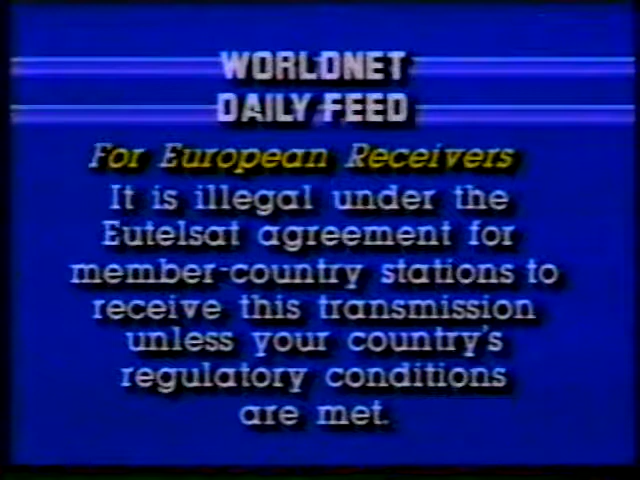 WORLDNET
DAILY FEED
For European Receivers
It is illegal under the
Eutelsat agreement for
member-country stations to
receive this transmission
unless your country's
regulatory conditions
are met.